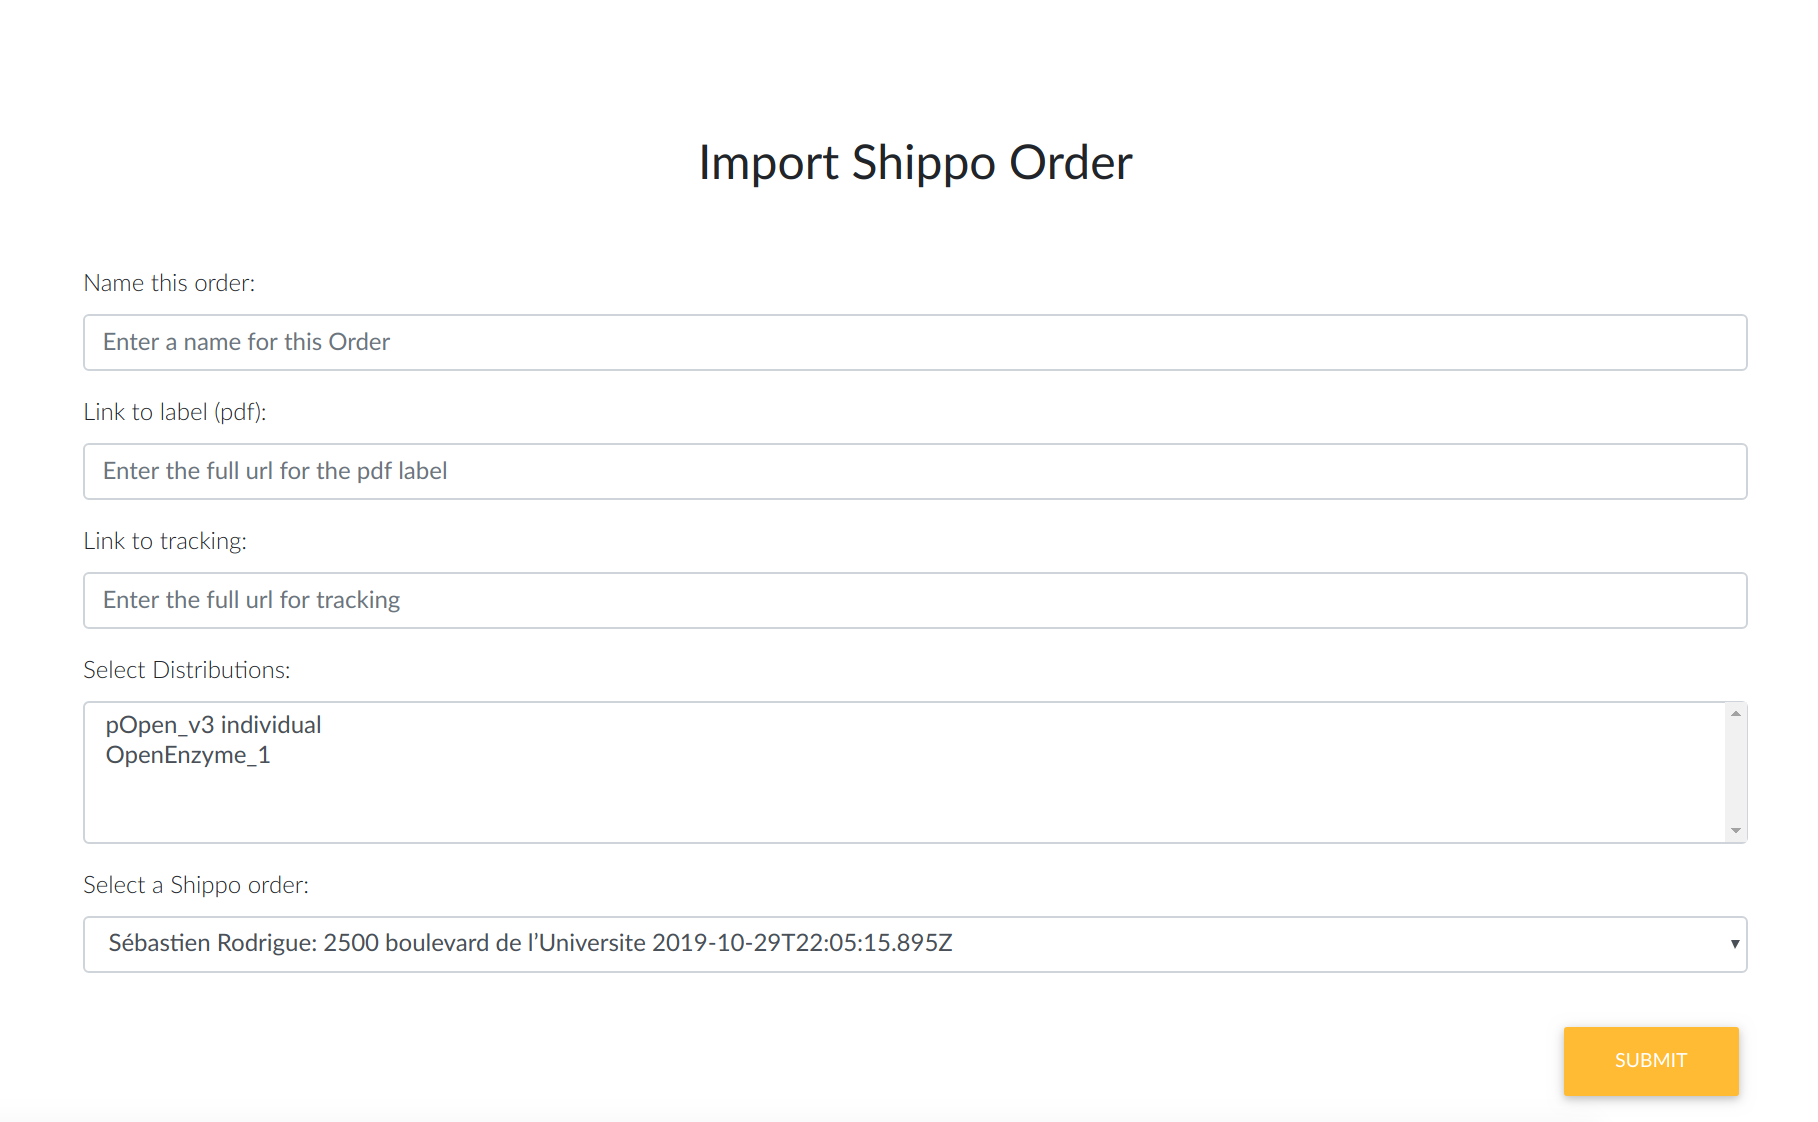 Import Shippo Order
Name this order:
Enter a name for this Order
Link to label (pdf):
Enter the full url for the pdf label
Link to tracking:
Enter the full url for tracking
Select Distributions:
pOpen_v3 individual
OpenEnzyme_1
Select a Shippo order:
Sébastien Rodrigue: 2500 boulevard de l’Universite 2019-10-29T22:05:15.895Z
SUBMIT